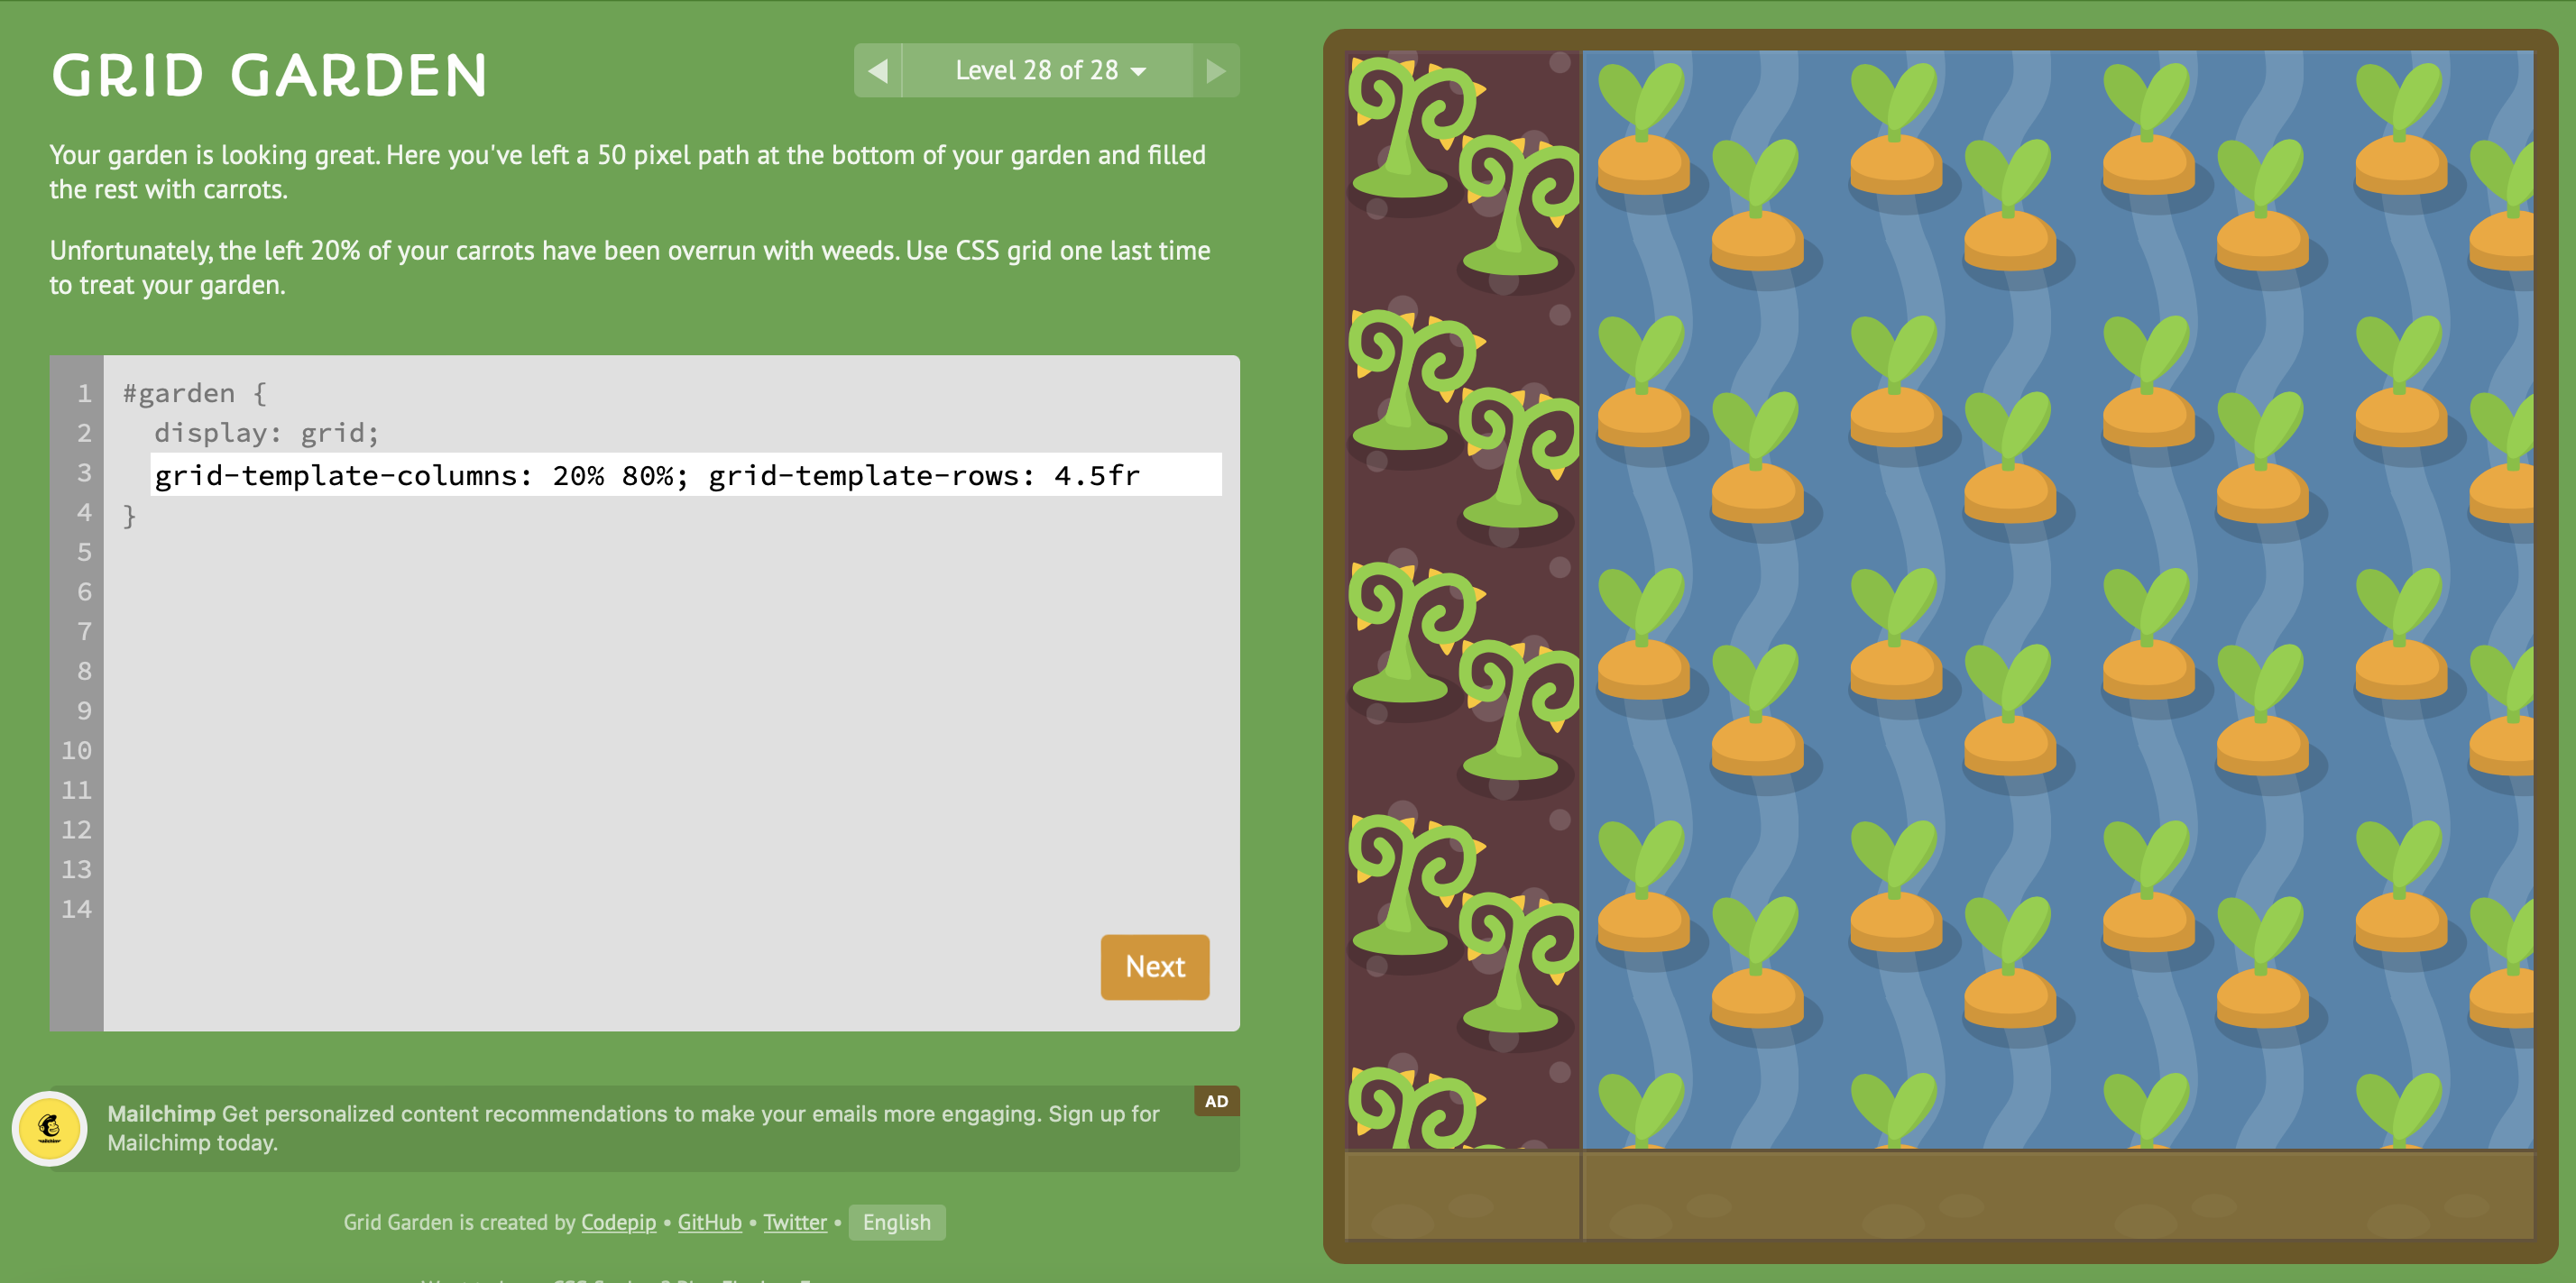 GRID GARDEN
Level 28 of 28
Your garden is looking great. Here you've left a 50 pixel path at the bottom of your garden and filled
the rest with carrots.
Unfortunately, the left 20% of your carrots have been overrun with weeds. Use CSS grid one last time
to treat your garden.
1 #garden {
2 display: grid;
3 grid-template-columns: 20% 80%; grid-template-rows: 4.5fr
4 }
5
6
7
8
9
10
11
12
13
14
Next
AD
Mailchimp Get personalized content recommendations to make your emails more engaging. Sign up for
Mailchimp today.
Grid Garden is created by Codepip • GitHub • Twitter • English